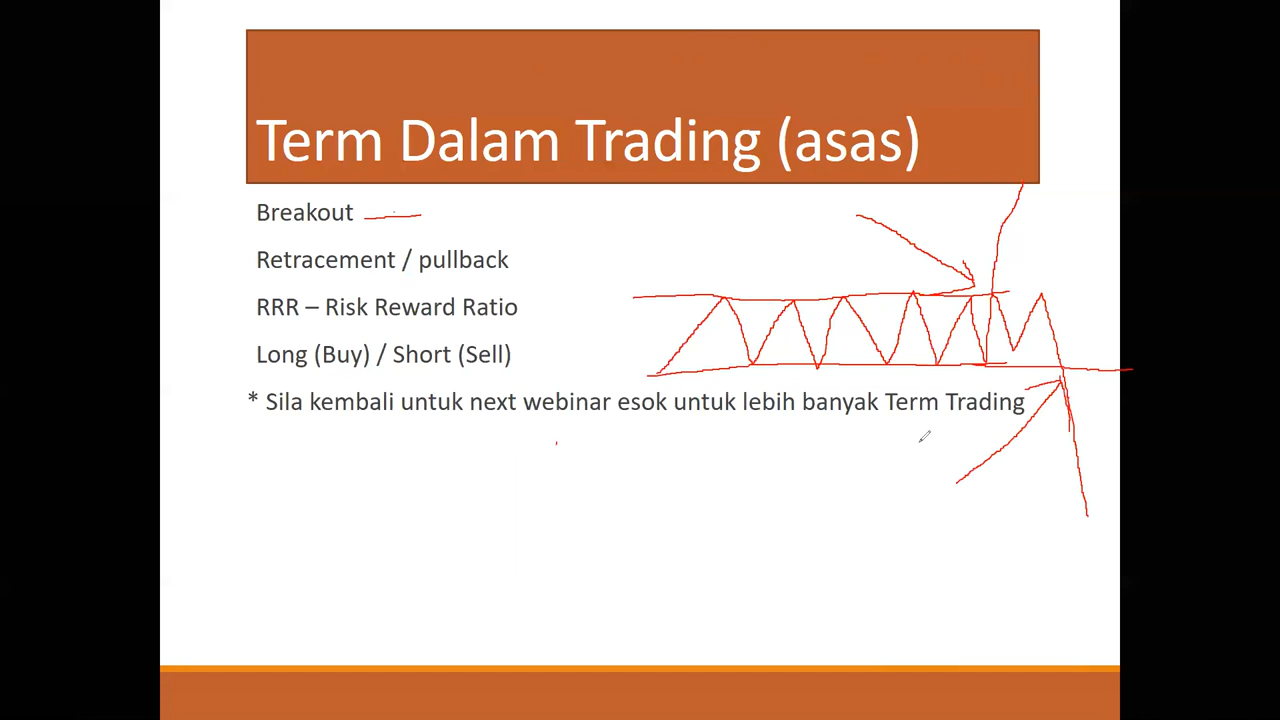 Term Dalam Trading (asas)
Breakout
Retracement / pullback
RRR – Risk Reward Ratio
Long (Buy) / Short (Sell)
* Sila kembali untuk next webinar esok untuk lebih banyak Term Trading